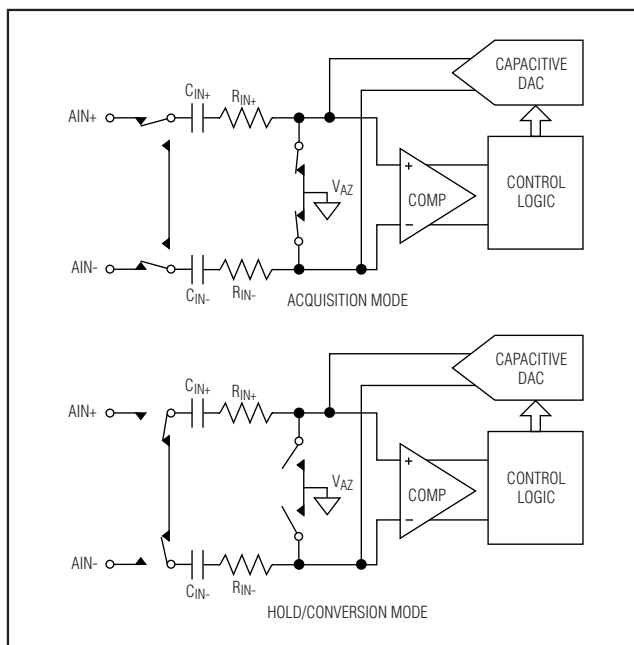 CAPACITIVE
DAC
CIN+
RIN+
AIN+
VAZ
+
COMP
−
CONTROL
LOGIC
AIN-
CIN-
RIN-
ACQUISITION MODE
CAPACITIVE
DAC
CIN+
RIN+
AIN+
VAZ
+
COMP
−
CONTROL
LOGIC
AIN-
CIN-
RIN-
HOLD/CONVERSION MODE